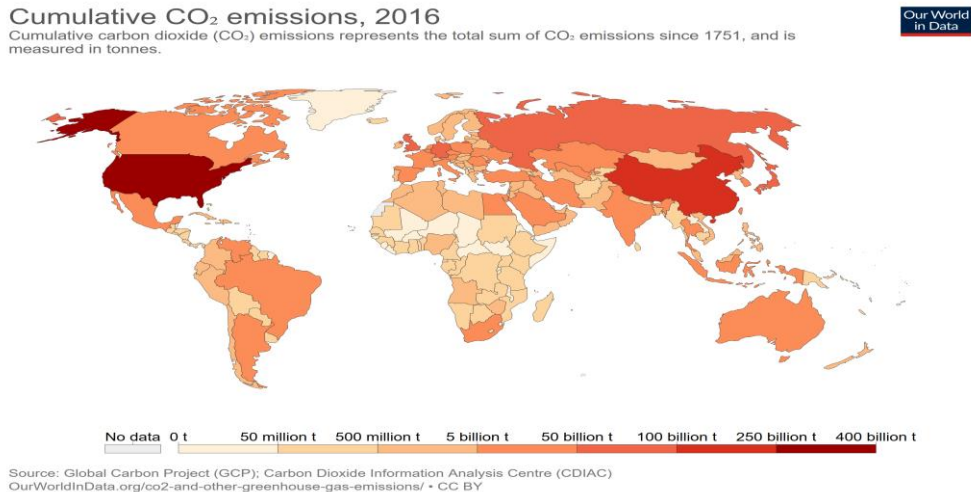 Cumulative CO₂ emissions, 2016
Cumulative carbon dioxide (CO₂) emissions represents the total sum of CO₂ emissions since 1751, and is
measured in tonnes.
Our World
in Data
No data 0 t 50 million t 500 million t 5 billion t 50 billion t 100 billion t 250 billion t 400 billion t
Source: Global Carbon Project (GCP); Carbon Dioxide Information Analysis Centre (CDIAC)
OurWorldInData.org/co2-and-other-greenhouse-gas-emissions/ • CC BY